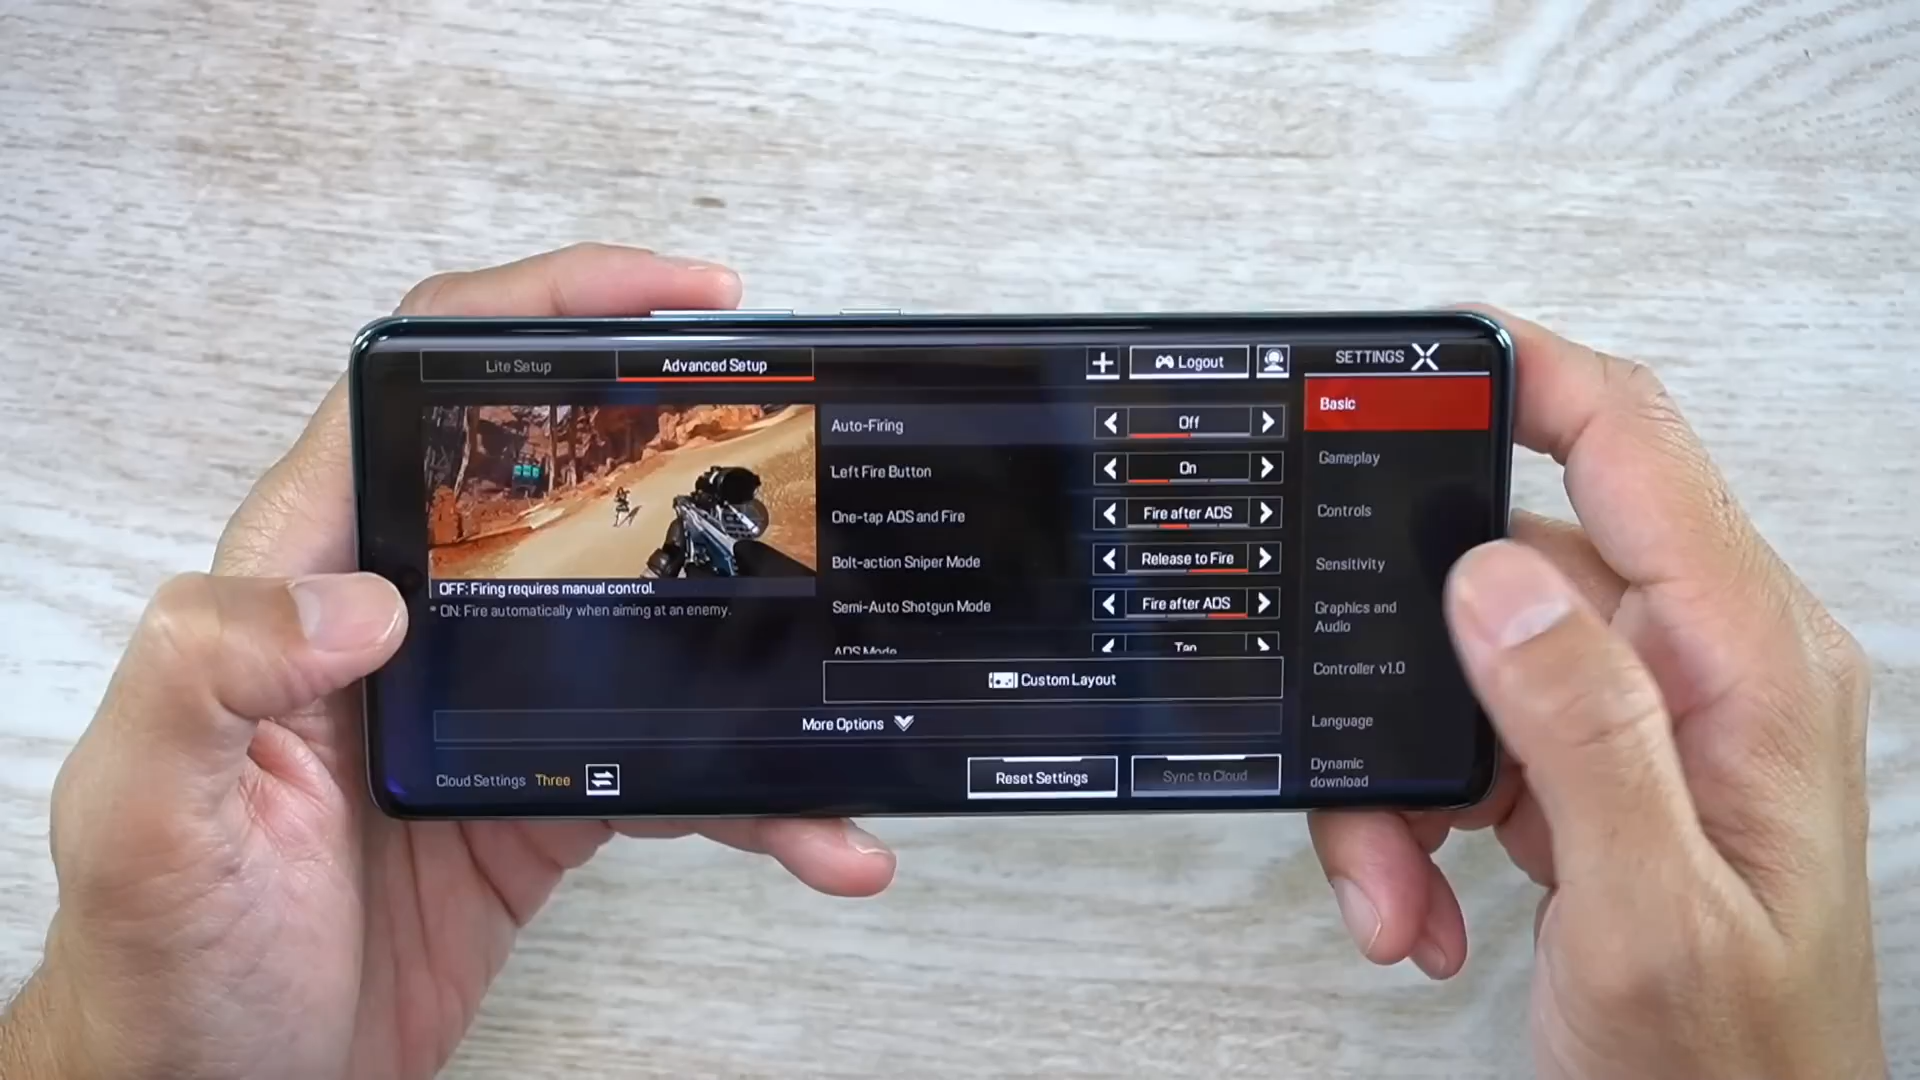 Lite Setup
Advanced Setup
Logout
SETTINGS
OFF: Firing requires manual control.
* ON: Fire automatically when aiming at an enemy.
Auto-Firing
Off
Left Fire Button
On
One-tap ADS and Fire
Fire after ADS
Bolt-action Sniper Mode
Release to Fire
Semi-Auto Shotgun Mode
Fire after ADS
ADS Mode
Tap
Custom Layout
More Options
Cloud Settings Three
Reset Settings
Sync to Cloud
Basic
Gameplay
Controls
Sensitivity
Graphics and
Audio
Controller v1.0
Language
Dynamic
download